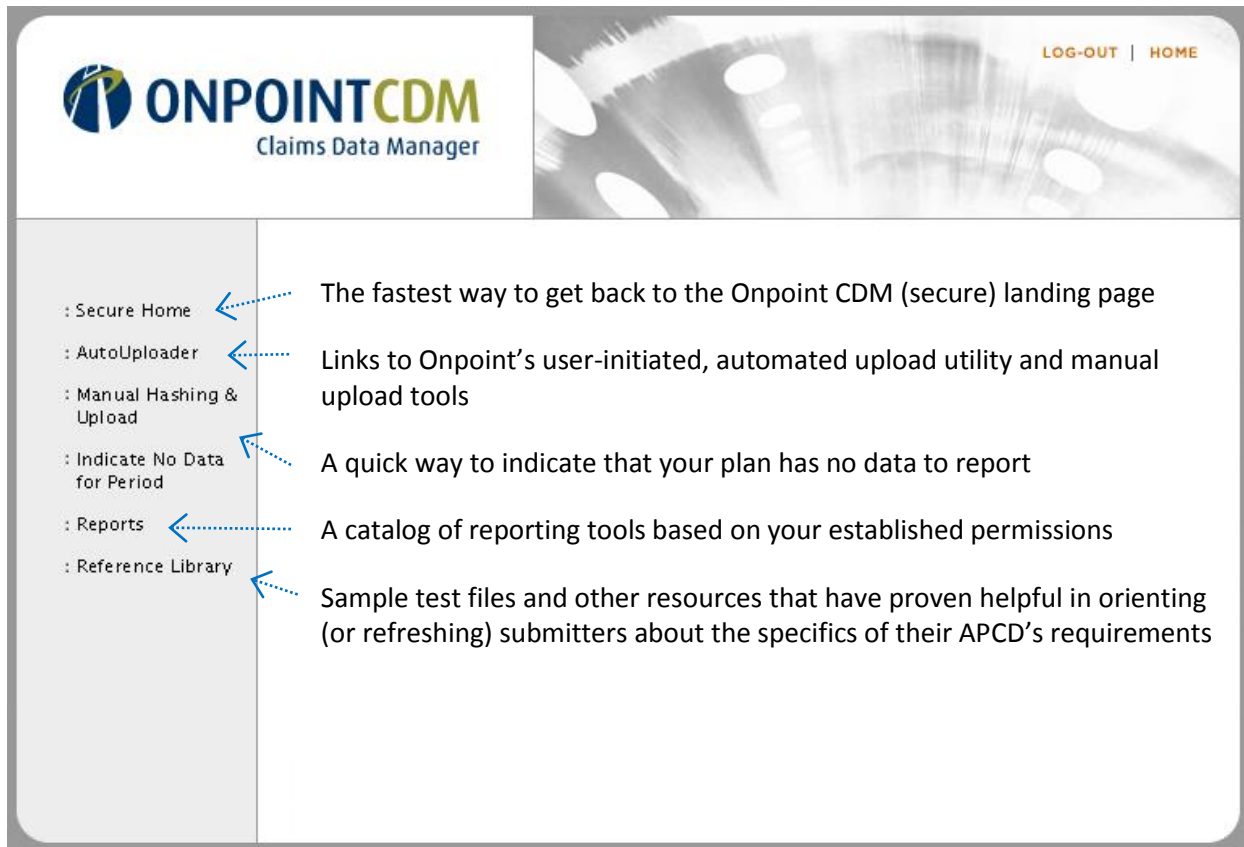 LOG-OUT | HOME
ONPOINTCDM
Claims Data Manager
: Secure Home
The fastest way to get back to the Onpoint CDM (secure) landing page
: AutoUploader
Links to Onpoint’s user-initiated, automated upload utility and manual
upload tools
: Manual Hashing &
Upload
: Indicate No Data
for Period
A quick way to indicate that your plan has no data to report
: Reports
A catalog of reporting tools based on your established permissions
: Reference Library
Sample test files and other resources that have proven helpful in orienting
(or refreshing) submitters about the specifics of their APCD’s requirements